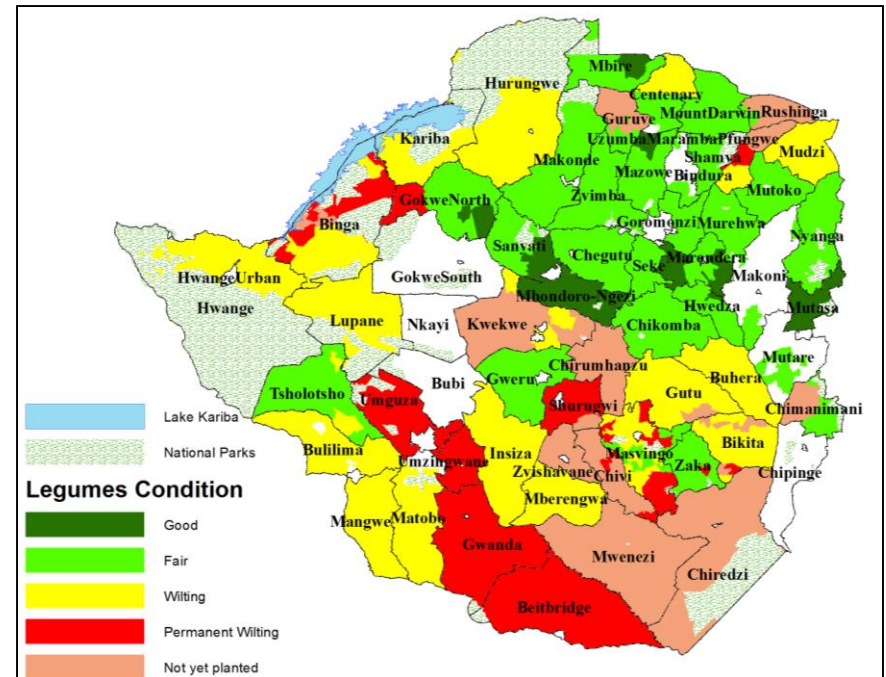 Mbire
Hurungwe
Centenary
MountDarwin
Rushinga
Guruve
Kariba
Uzumba
Maramba
Pfungwe
Shamva
Mudzi
Makonde
Mazowe
Bindura
Mutoko
GokweNorth
Zvimba
Binga
Goromonzi
Murehwa
Sanyati
Chegutu
Seke
Marondera
Nyanga
HwangeUrban
GokweSouth
Makoni
Hwange
Mhondoro-Ngezi
Hwedza
Mutasa
Lupane
Nkayi
Kwekwe
Chikomba
Mutare
Tsholotsho
Umguza
Bubi
Gweru
Chirumhanzu
Buhera
Gutu
Shurugwi
Chimanimani
Lake Kariba
National Parks
Bulilima
Umzingwane
Insiza
Masvingo
Bikita
Zvishavane
Chivi
Zaka
Chipinge
Legumes Condition
Mangwe
Matobo
Mberengwa
Good
Gwanda
Mwenezi
Fair
Chiredzi
Wilting
Beitbridge
Permanent Wilting
Not yet planted